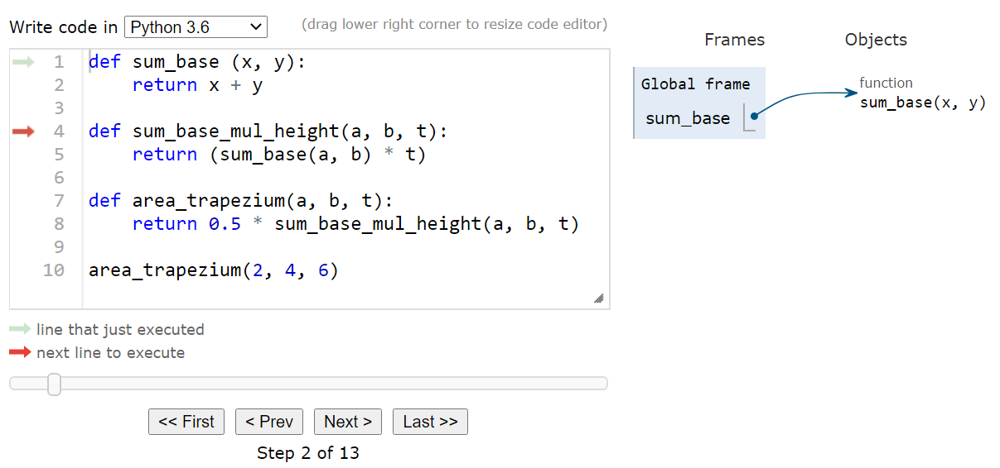 Write code in Python 3.6
(drag lower right corner to resize code editor)
1 def sum_base (x, y):
2     return x + y
3
4 def sum_base_mul_height(a, b, t):
5     return (sum_base(a, b) * t)
6
7 def area_trapezium(a, b, t):
8     return 0.5 * sum_base_mul_height(a, b, t)
9
10 area_trapezium(2, 4, 6)
line that just executed
next line to execute
<< First < Prev Next > Last >>
Step 2 of 13
Frames Objects
Global frame
sum_base
function
sum_base(x, y)